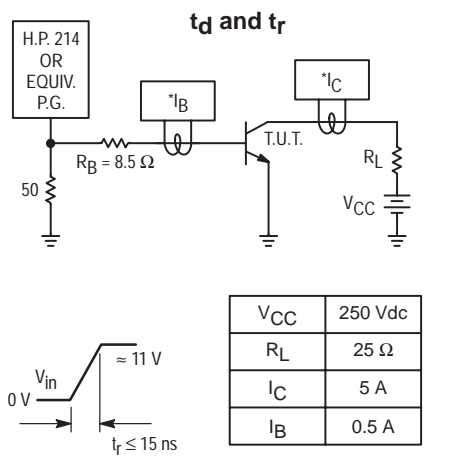 td and tr
H.P. 214
OR
EQUIV.
P.G.
*IB
*IC
T.U.T.
RB = 8.5 Ω
50
RL
VCC
Vin
0 V
≈ 11 V
tr ≤ 15 ns
VCC 250 Vdc
RL 25 Ω
IC 5 A
IB 0.5 A